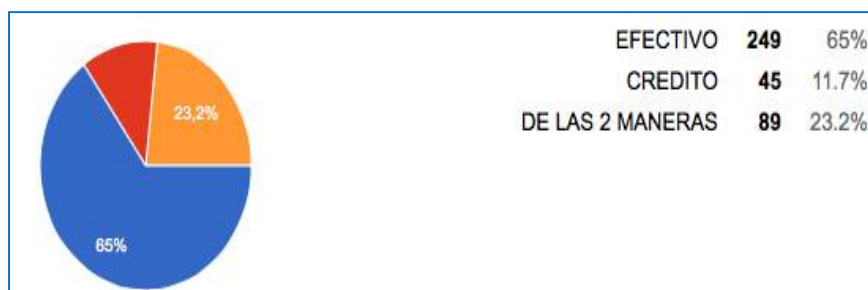 EFECTIVO 249 65%
CREDITO 45 11.7%
DE LAS 2 MANERAS 89 23.2%
23,2%
65%